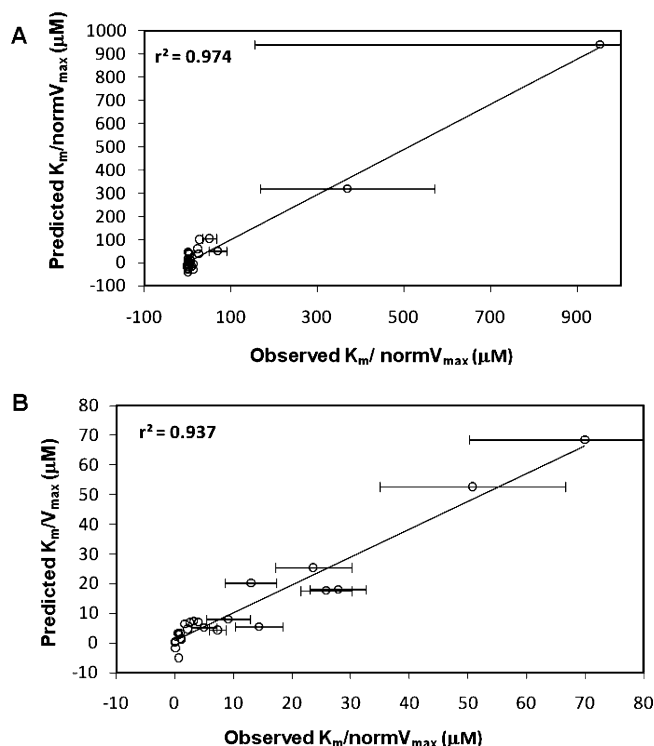 A
r² = 0.974
Predicted Km/normVmax (µM)
1000
900
800
700
600
500
400
300
200
100
0
-100
-100 100 300 500 700 900
Observed Km/ normVmax (µM)
B
r² = 0.937
Predicted Km/Vmax (µM)
80
70
60
50
40
30
20
10
0
-10
-10 0 10 20 30 40 50 60 70 80
Observed Km/normVmax (µM)